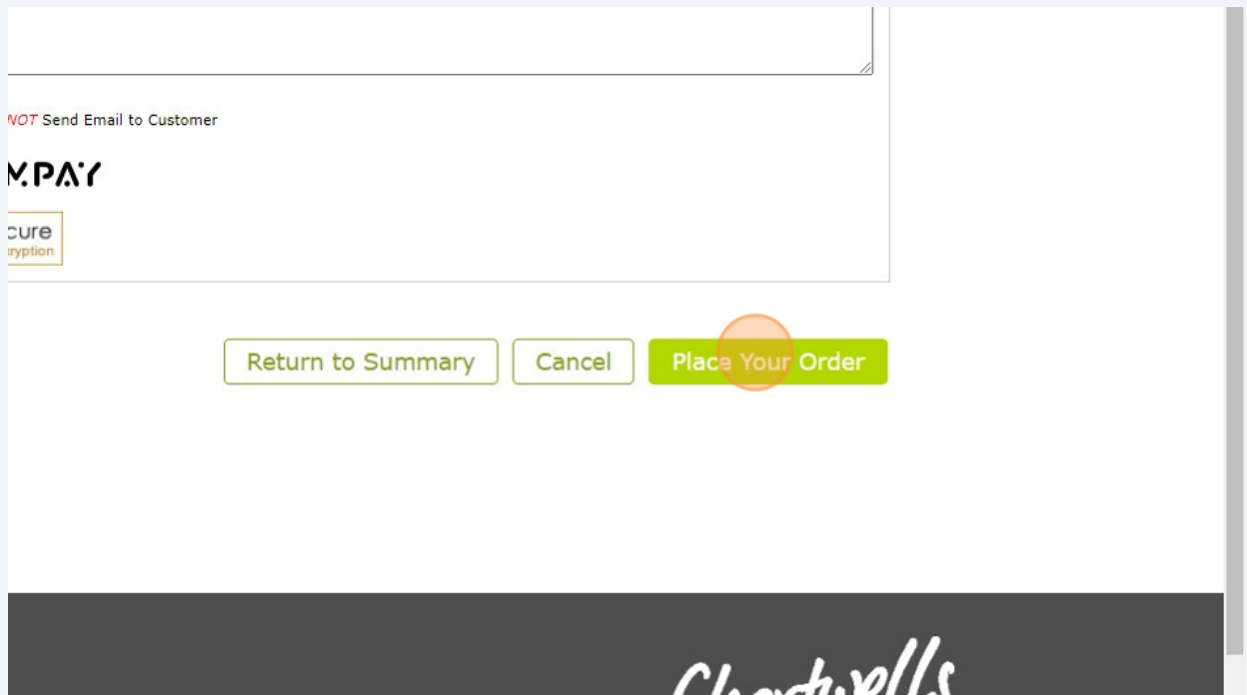 NOT Send Email to Customer
M.PAY
cure
ryption
Return to Summary
Cancel
Place Your Order
Chartwells